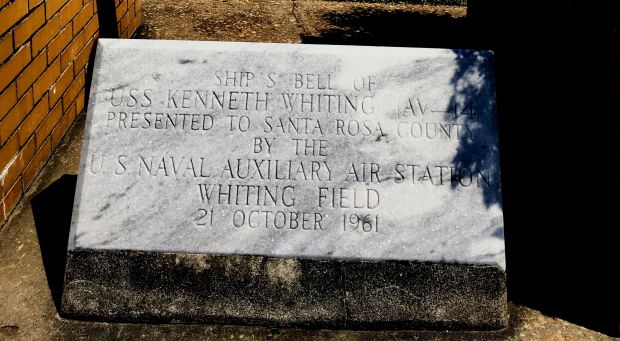 SHIP'S BELL OF
USS KENNETH WHITING (AV-14)
PRESENTED TO SANTA ROSA COUNTY
BY THE
U.S NAVAL AUXILIARY AIR STATION
WHITING FIELD
21 OCTOBER 1961